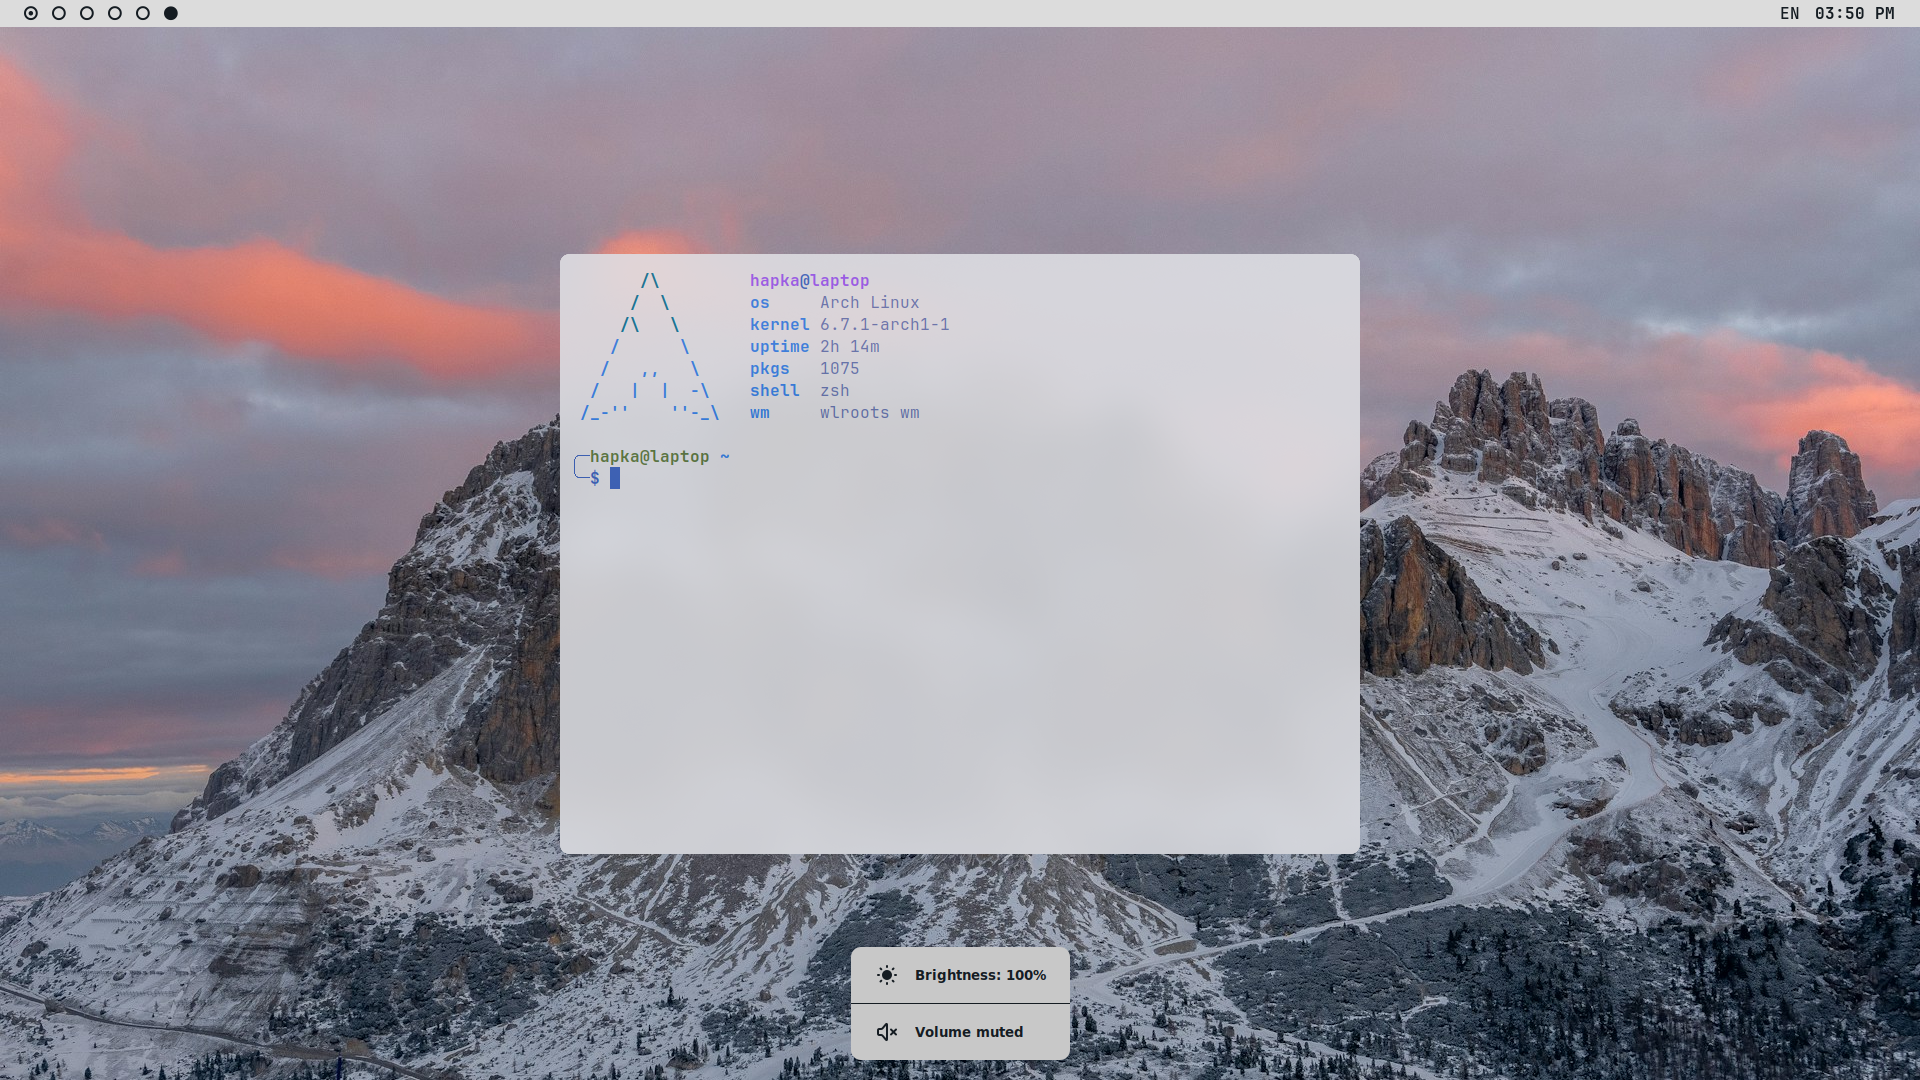 EN 03:50 PM
hapka@laptop
os Arch Linux
kernel 6.7.1-arch1-1
uptime 2h 14m
pkgs 1075
shell zsh
wm wlroots wm
hapka@laptop ~
$
Brightness: 100%
Volume muted